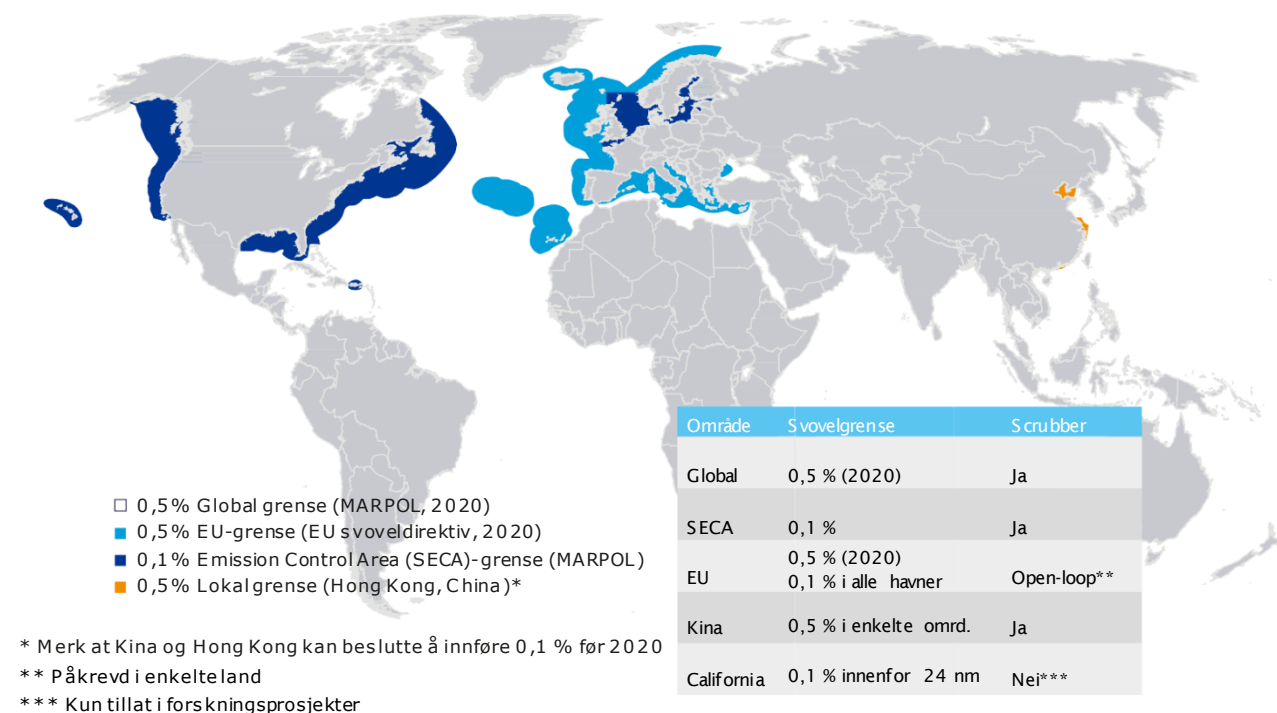 Område Svovelgrense Scrubber
Global 0,5 % (2020) Ja
SECA 0,1 % Ja
EU 0,5 % (2020) 0,1 % i alle havner Open-loop**
Kina 0,5 % i enkelte omrd. Ja
California 0,1 % innenfor 24 nm Nei***
0,5% Global grense (MARPOL, 2020)
0,5% EU-grense (EU svoveldirektiv, 2020)
0,1% Emission Control Area (SECA)-grense (MARPOL)
0,5% Lokal grense (Hong Kong, China)*
* Merk at Kina og Hong Kong kan beslutte å innføre 0,1 % før 2020
** Påkrevd i enkelte land
*** Kun tillat i forskningsprosjekter